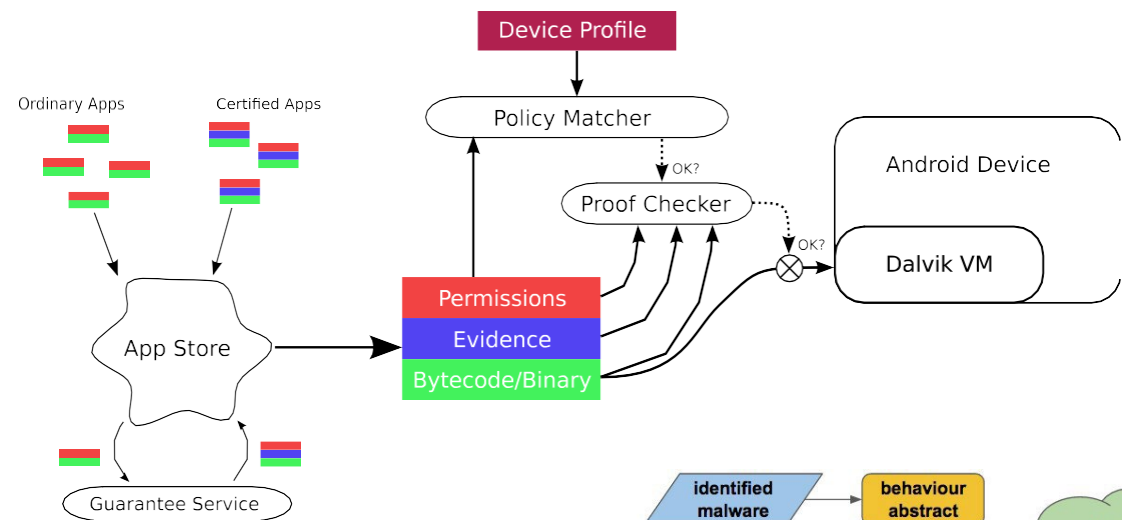 Device Profile
Ordinary Apps
Certified Apps
Policy Matcher
OK?
Android Device
Proof Checker
OK?
Dalvik VM
Permissions
App Store
Evidence
Bytecode/Binary
Guarantee Service
identified
malware
behaviour
abstract